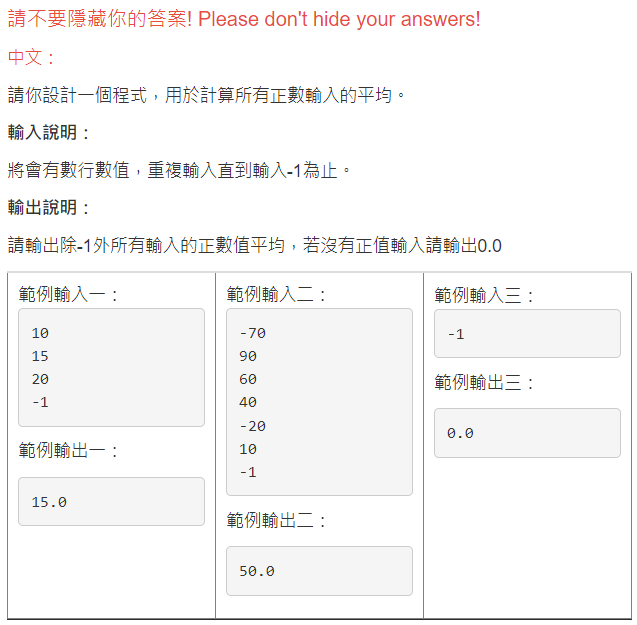 請不要隱藏你的答案! Please don't hide your answers!
中文：
請你設計一個程式，用於計算所有正數輸入的平均。
輸入說明：
將會有數行數值，重複輸入直到輸入-1為止。
輸出說明：
請輸出除-1外所有輸入的正數值平均，若沒有正值輸入請輸出0.0
範例輸入一：
10
15
20
-1
範例輸出一：
15.0
範例輸入二：
-70
90
60
40
-20
10
-1
範例輸出二：
50.0
範例輸入三：
-1
範例輸出三：
0.0